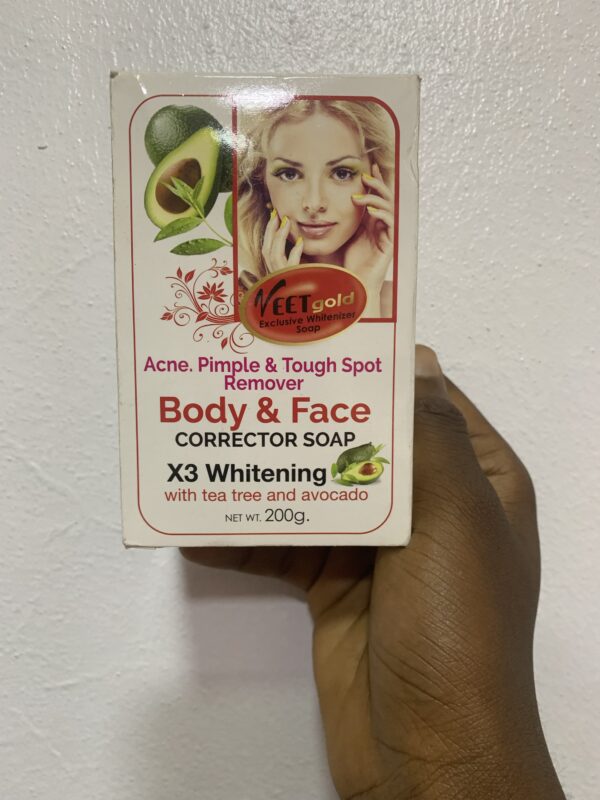 VEET gold
Exclusive Whitenizer
Soap
Acne. Pimple & Tough Spot
Remover
Body & Face
CORRECTOR SOAP
X3 Whitening
with tea tree and avocado
NET WT. 200g.